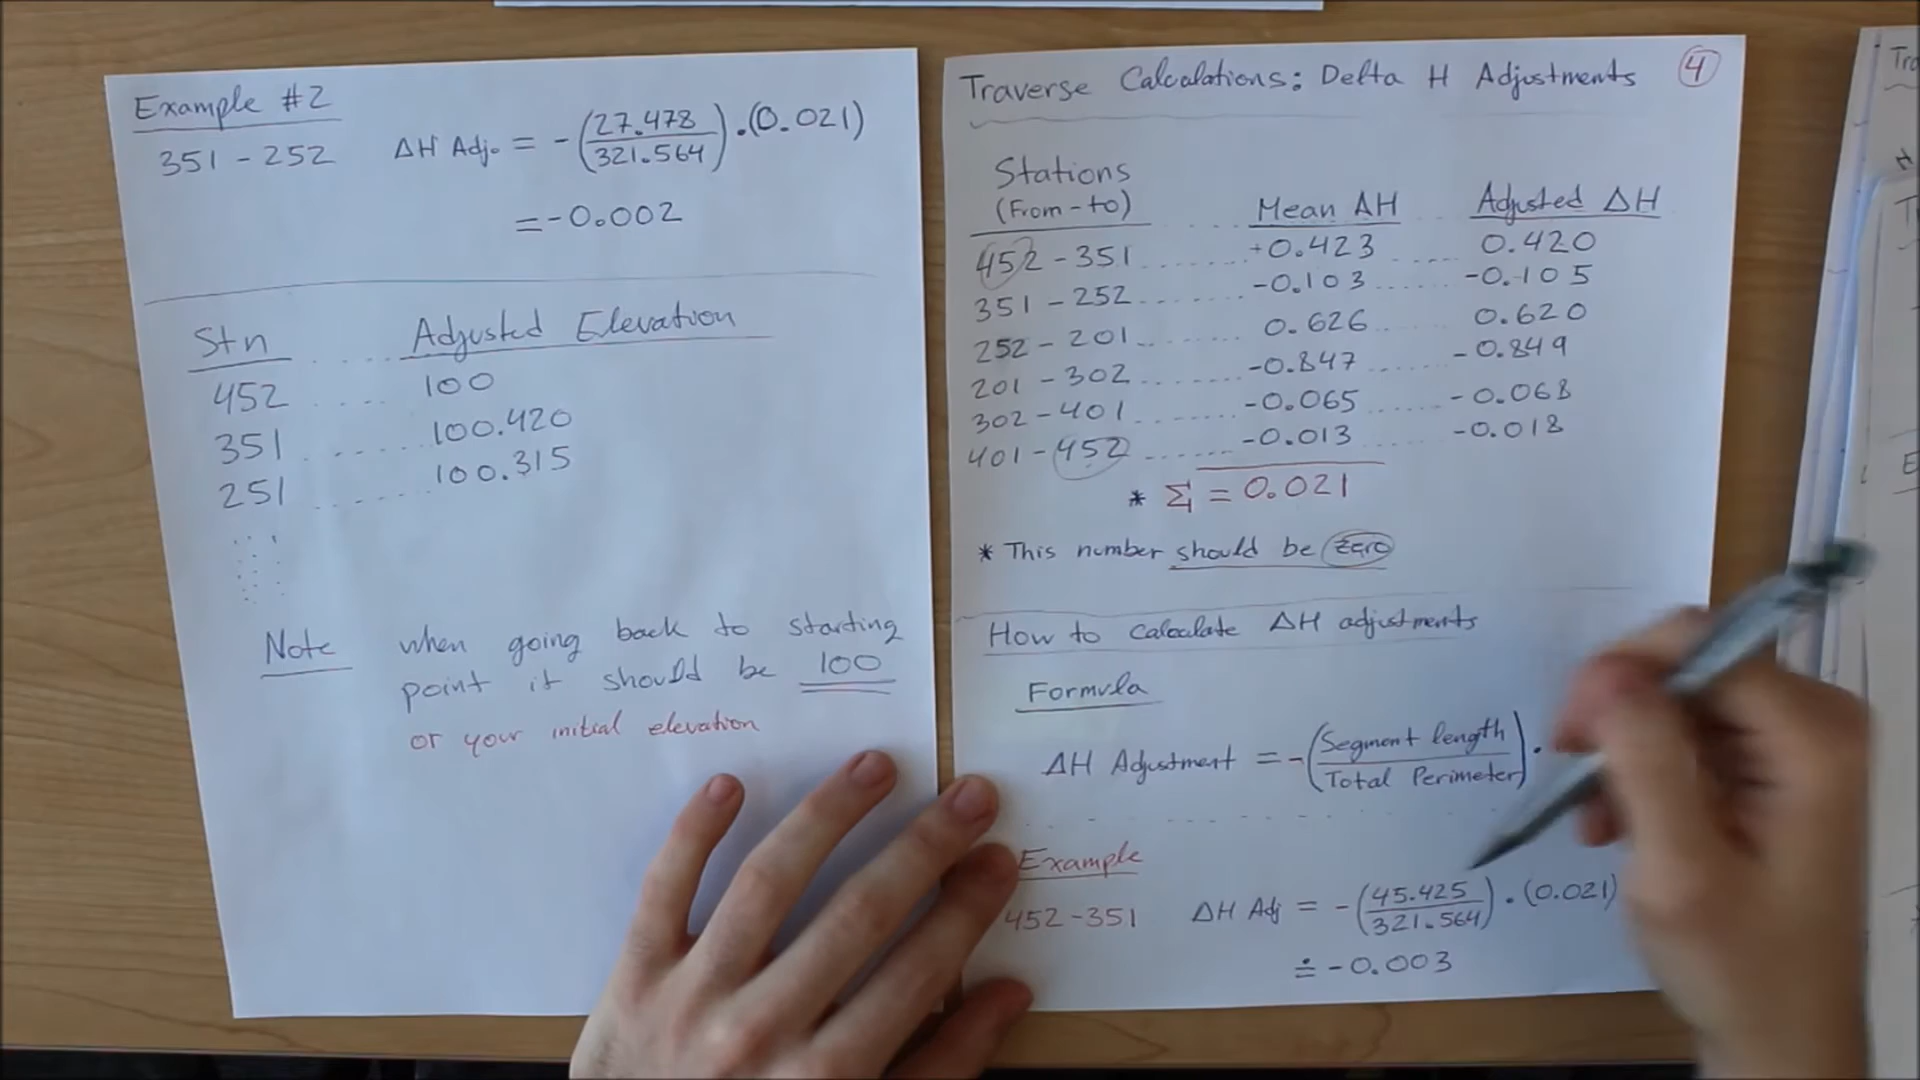 Example #2
351 - 252 ΔH Adj. = -(27.478/321.564)·(0.021)
= -0.002
Stn .... Adjusted Elevation
452 .... 100
351 ..... 100.420
251 ..... 100.315
Note when going back to starting
point it should be 100
or your initial elevation
Traverse Calculations: Delta H Adjustments 4
Stations
(From - to) Mean ΔH Adjusted ΔH
452 - 351 +0.423 0.420
351 - 252 -0.103 -0.105
252 - 201 0.626 0.620
201 - 302 -0.847 -0.849
302 - 401 -0.065 -0.068
401 - 452 -0.013 -0.018
* Σ = 0.021
* This number should be zero
How to calculate ΔH adjustments
Formula
ΔH Adjustment = -(Segment length/Total Perimeter)·
Example
452 - 351 ΔH Adj = -(45.425/321.564)·(0.021)
≐ -0.003